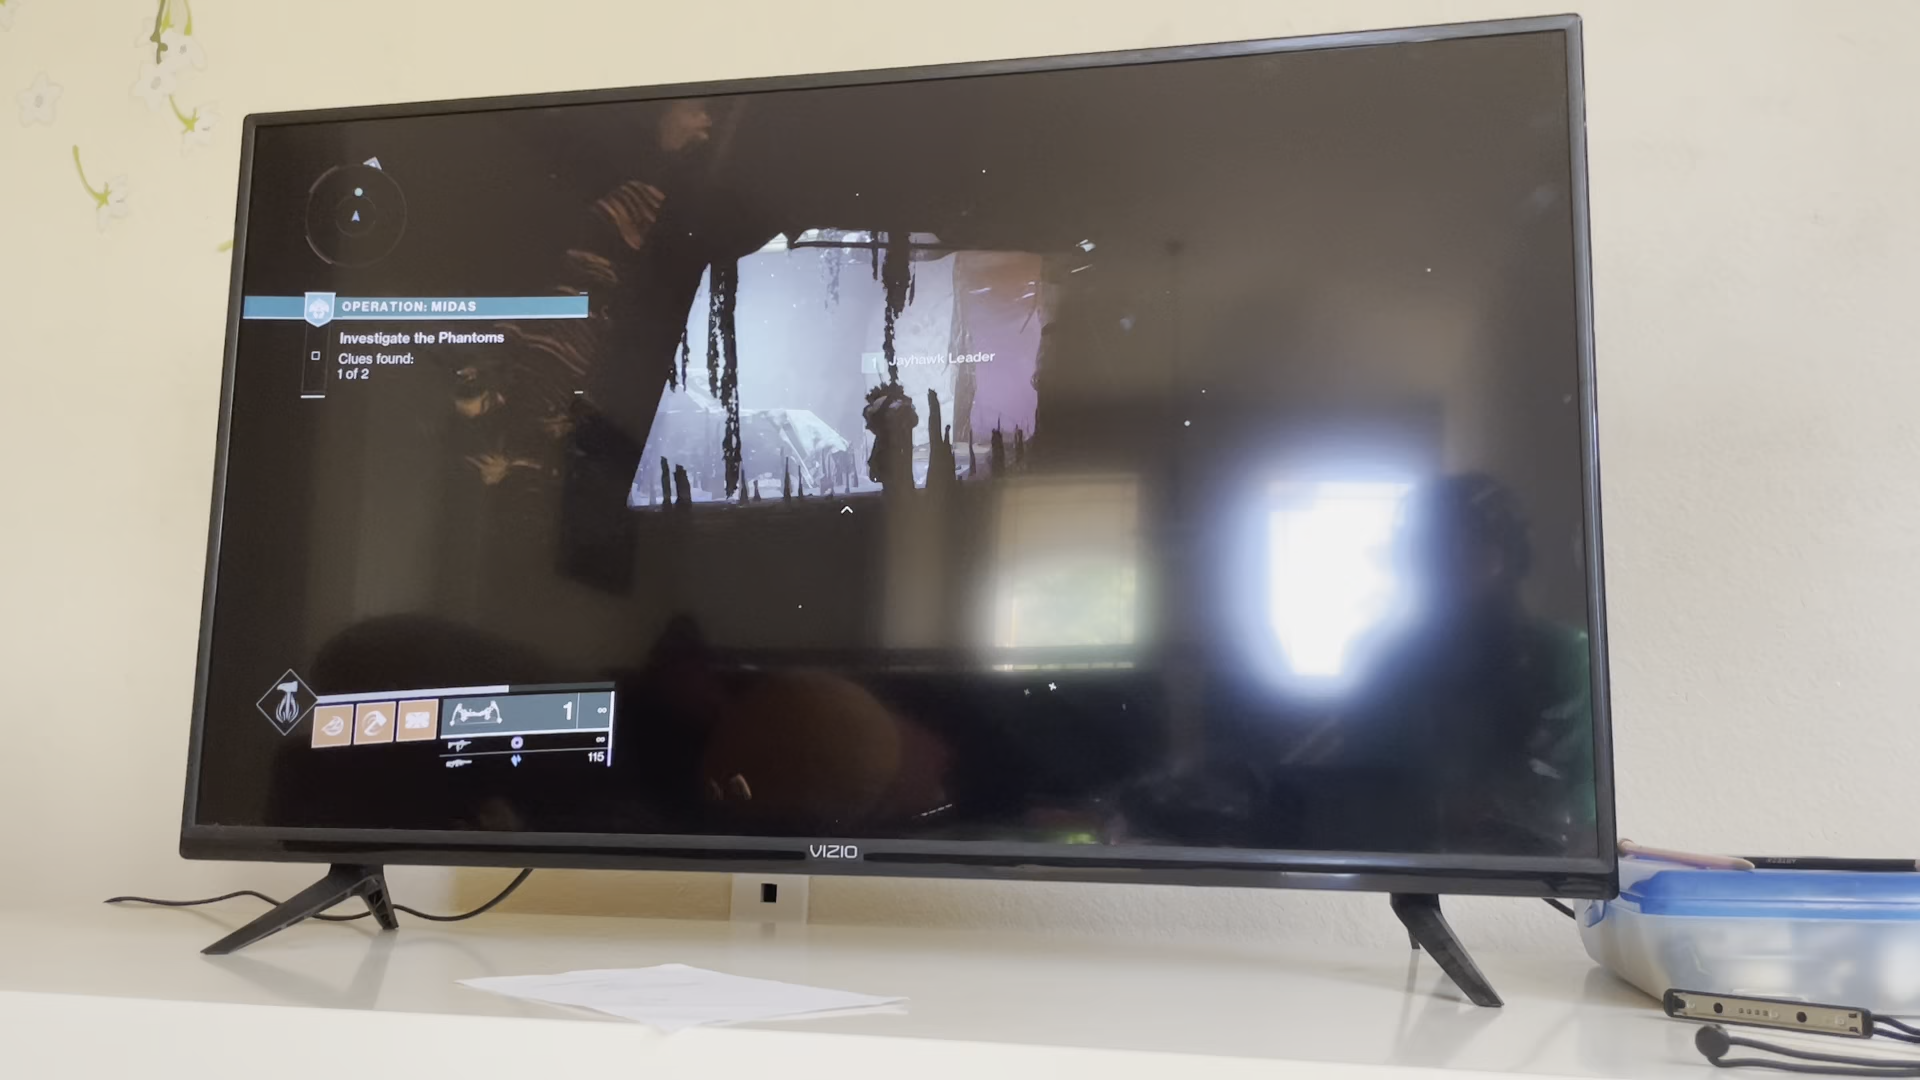 OPERATION: MIDAS
Investigate the Phantoms
Clues found:
1 of 2
Jayhawk Leader
1 ∞
∞
115
VIZIO